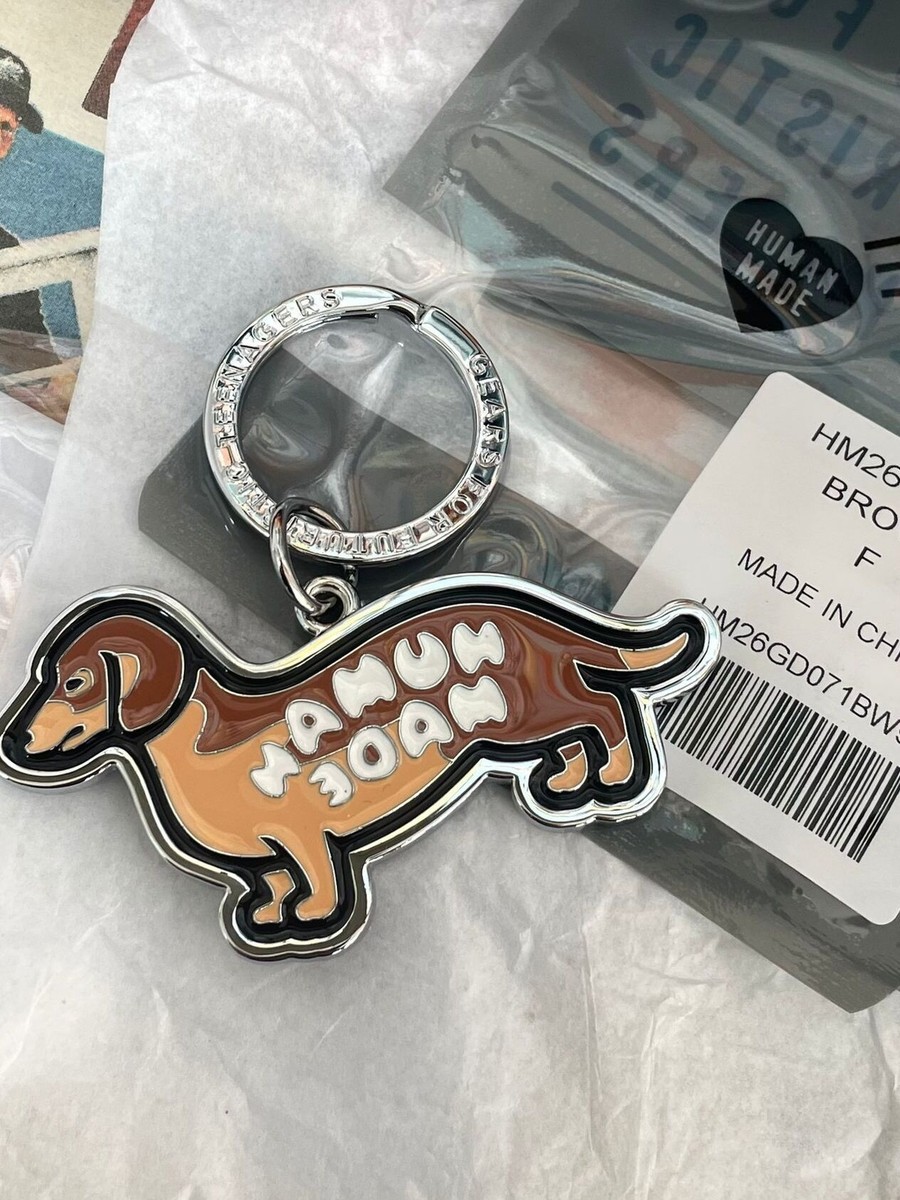 HUMAN
MADE
GEARS FOR FUTURISTIC TEENAGERS
HUMAN
MADE
HM26
BRO
F
MADE IN CHI
HM26GD071BW